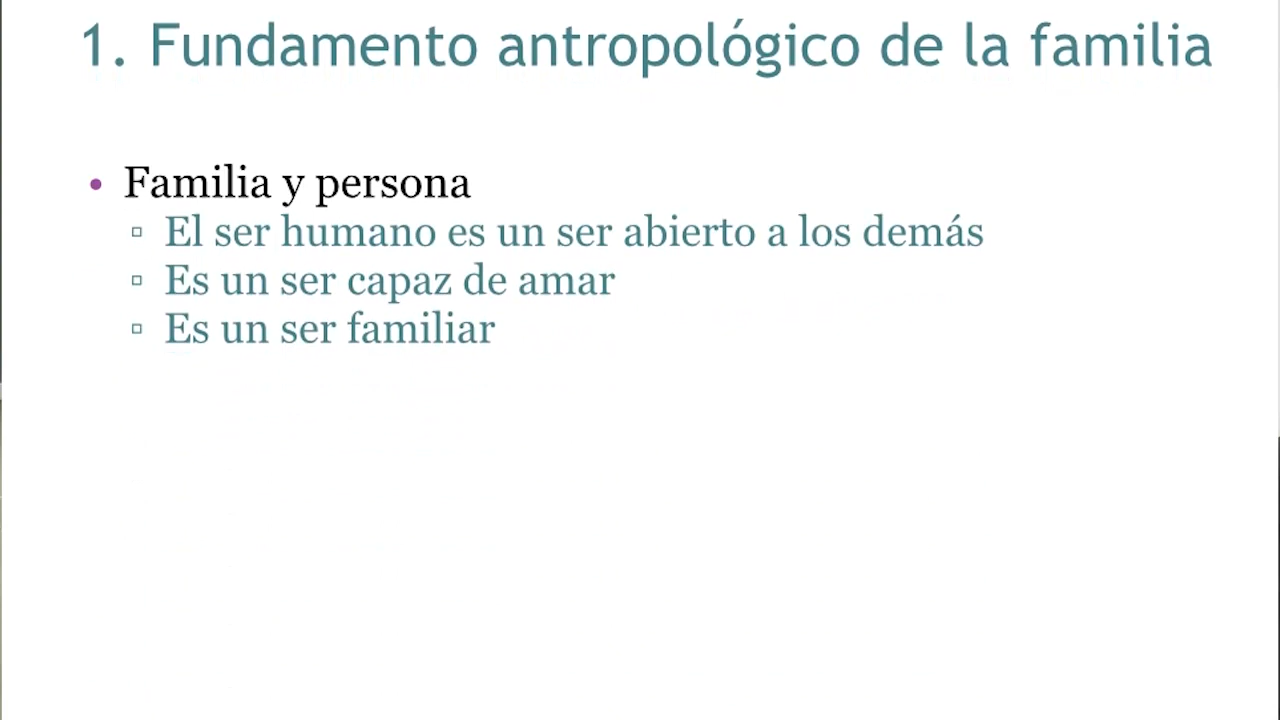 1. Fundamento antropológico de la familia
• Familia y persona
▫ El ser humano es un ser abierto a los demás
▫ Es un ser capaz de amar
▫ Es un ser familiar